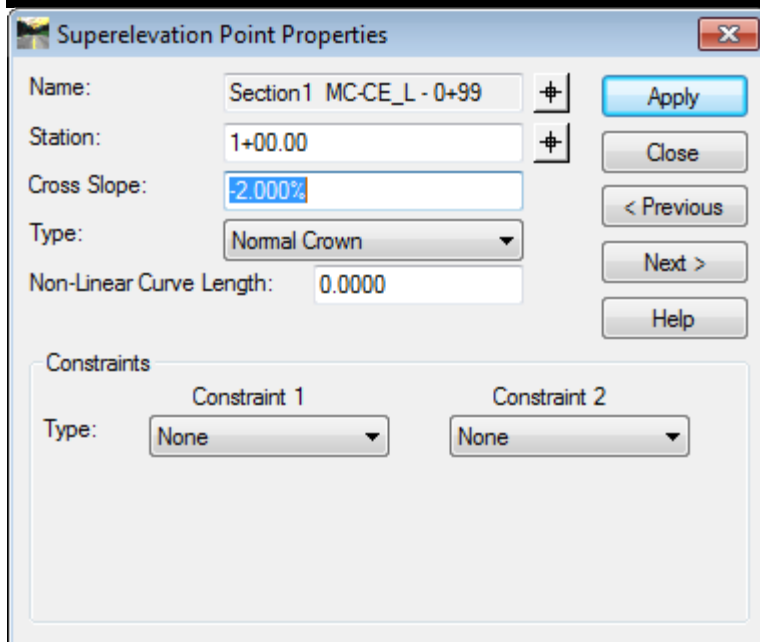 Superelevation Point Properties
Name: Section1 MC-CE_L - 0+99 Apply
Station: 1+00.00 Close
Cross Slope: -2.000% < Previous
Type: Normal Crown Next >
Non-Linear Curve Length: 0.0000 Help
Constraints
Constraint 1 Constraint 2
Type: None None